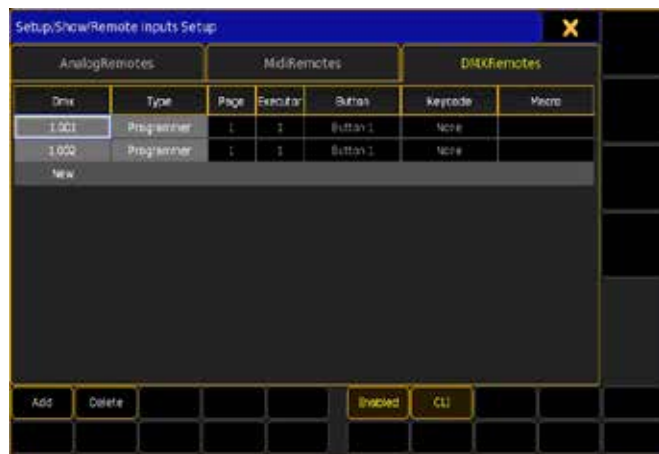 Setup/Show/Remote Inputs Setup
AnalogRemotes MidiRemotes DMXRemotes
Dmx Type Page Executor Button Keycode Macro
1.001 Programmer 1 1 Button 1 None
1.002 Programmer 1 1 Button 1 None
New
Add Delete Enabled CLI